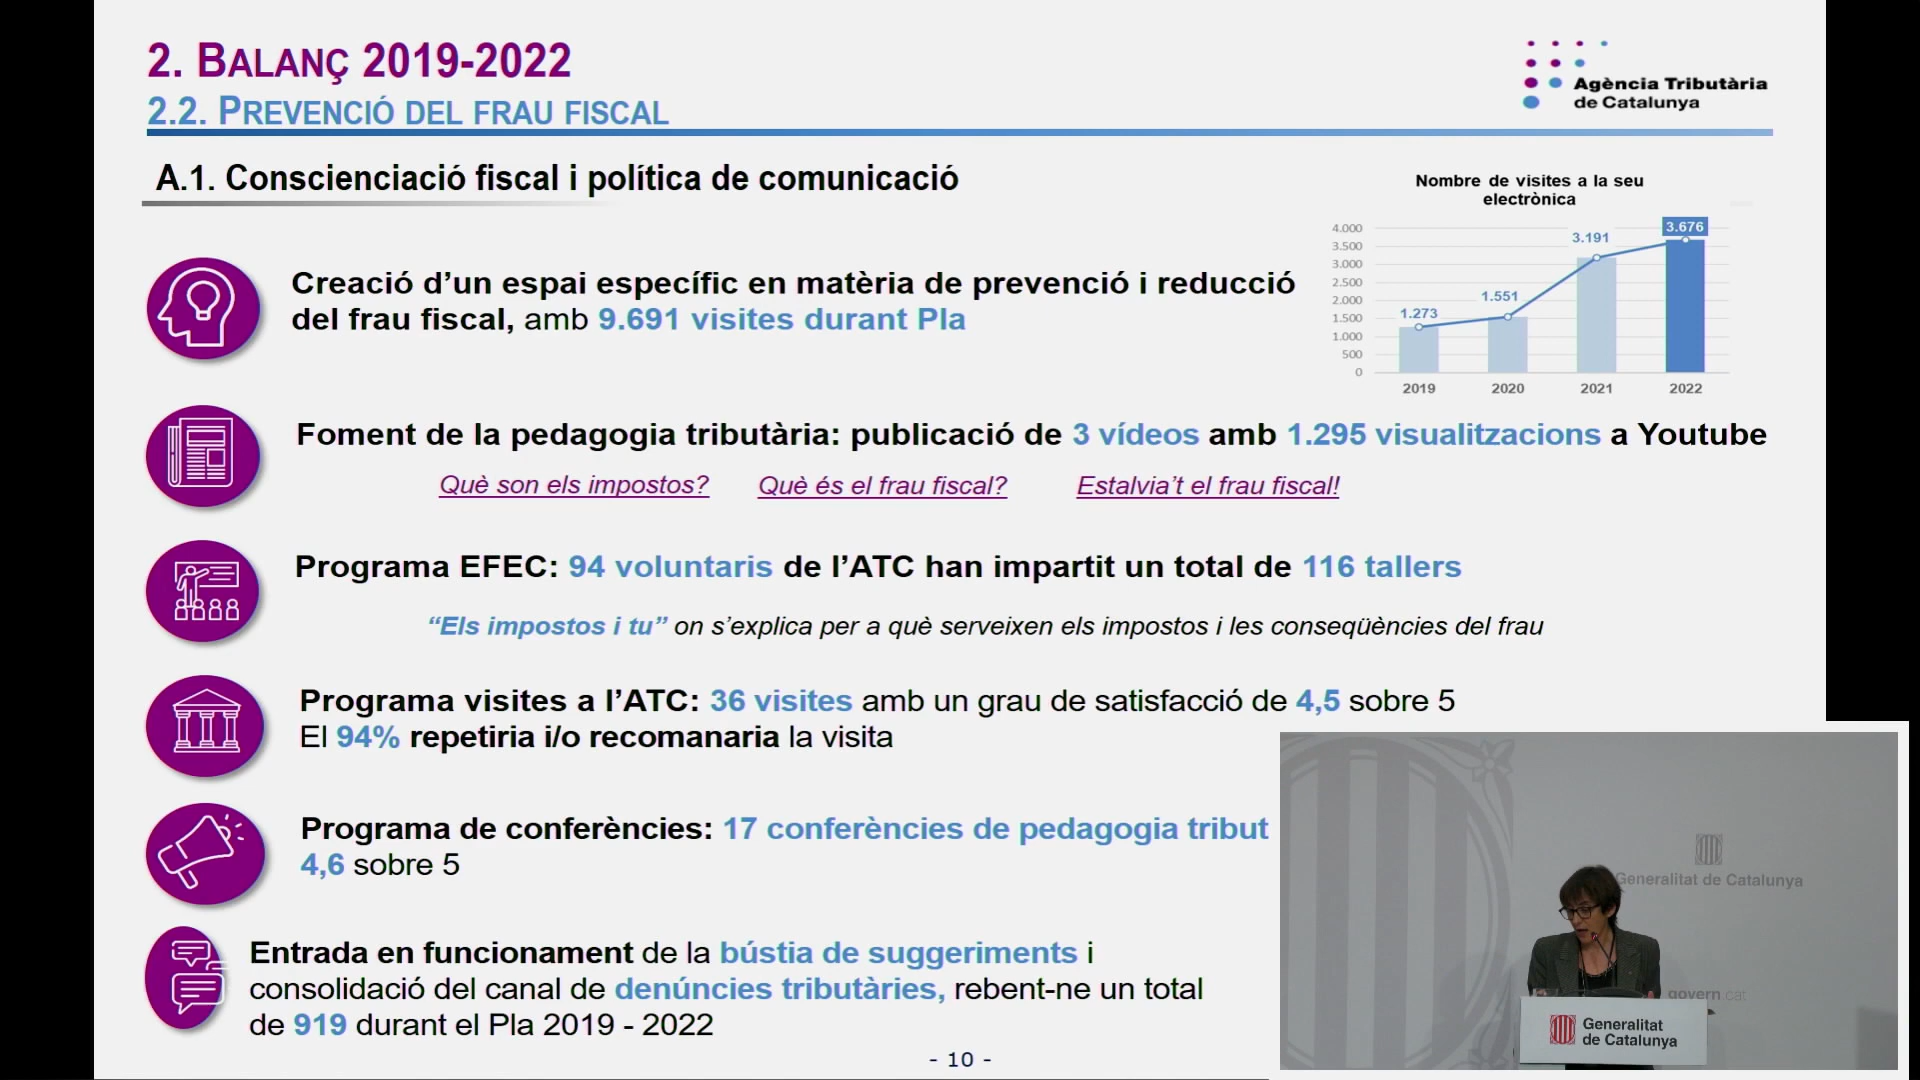 2. BALANÇ 2019-2022
2.2. PREVENCIÓ DEL FRAU FISCAL
Agència Tributària
de Catalunya
A.1. Conscienciació fiscal i política de comunicació
Nombre de visites a la seu
electrònica
4.000
3.500
3.000
2.500
2.000
1.500
1.000
500
0
1.273
1.551
3.191
3.676
2019 2020 2021 2022
Creació d’un espai específic en matèria de prevenció i reducció
del frau fiscal, amb 9.691 visites durant Pla
Foment de la pedagogia tributària: publicació de 3 vídeos amb 1.295 visualitzacions a Youtube
Què son els impostos? Què és el frau fiscal? Estalvia’t el frau fiscal!
Programa EFEC: 94 voluntaris de l’ATC han impartit un total de 116 tallers
“Els impostos i tu” on s’explica per a què serveixen els impostos i les conseqüències del frau
Programa visites a l’ATC: 36 visites amb un grau de satisfacció de 4,5 sobre 5
El 94% repetiria i/o recomanaria la visita
Programa de conferències: 17 conferències de pedagogia tribut
4,6 sobre 5
Entrada en funcionament de la bústia de suggeriments i
consolidació del canal de denúncies tributàries, rebent-ne un total
de 919 durant el Pla 2019 - 2022
- 10 -
Generalitat de Catalunya
govern.cat
Generalitat
de Catalunya